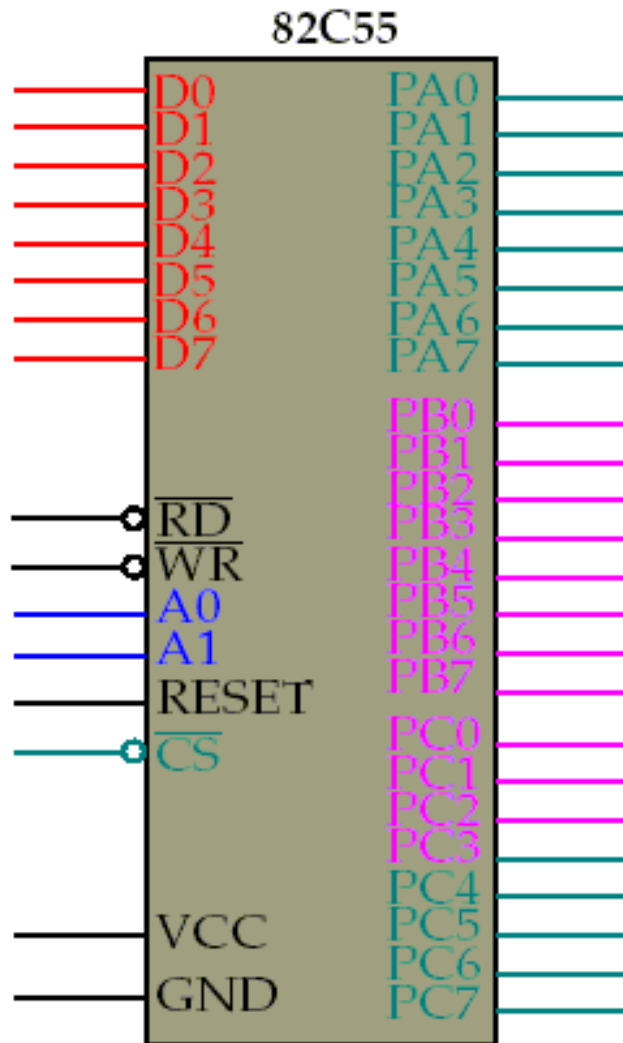 82C55
D0
D1
D2
D3
D4
D5
D6
D7
RD
WR
A0
A1
RESET
CS
VCC
GND
PA0
PA1
PA2
PA3
PA4
PA5
PA6
PA7
PB0
PB1
PB2
PB3
PB4
PB5
PB6
PB7
PC0
PC1
PC2
PC3
PC4
PC5
PC6
PC7